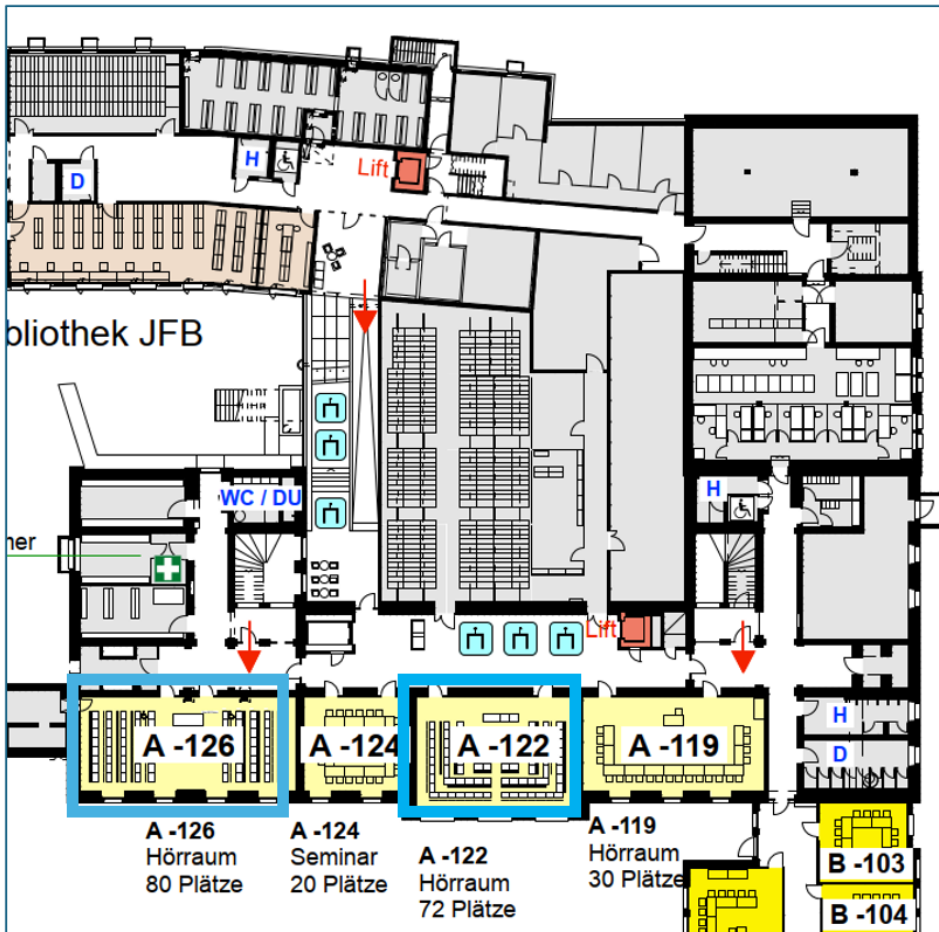 H
Lift
D
bliothek JFB
WC / DU
H
ner
Lift
A -126
A -124
A -122
A -119
H
D
A -126
Hörraum
80 Plätze
A -124
Seminar
20 Plätze
A -122
Hörraum
72 Plätze
A -119
Hörraum
30 Plätze
B -103
B -104